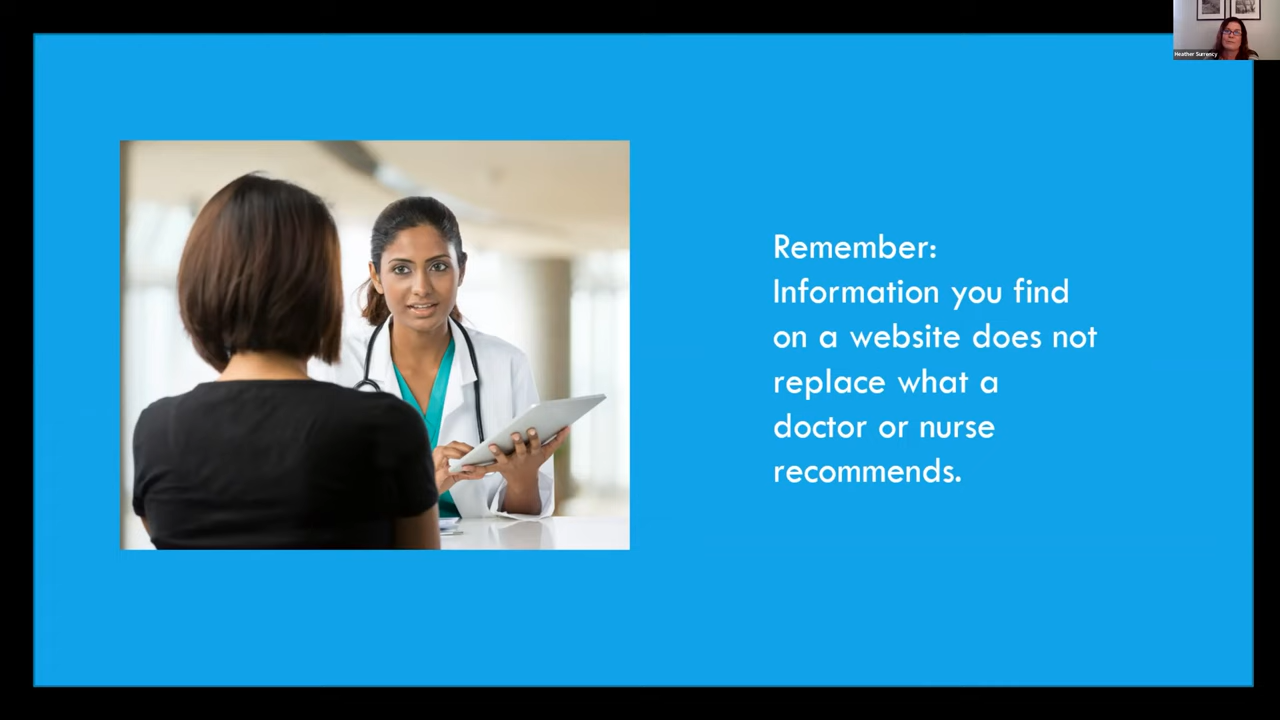 Heather Surrency
Remember:
Information you find
on a website does not
replace what a
doctor or nurse
recommends.